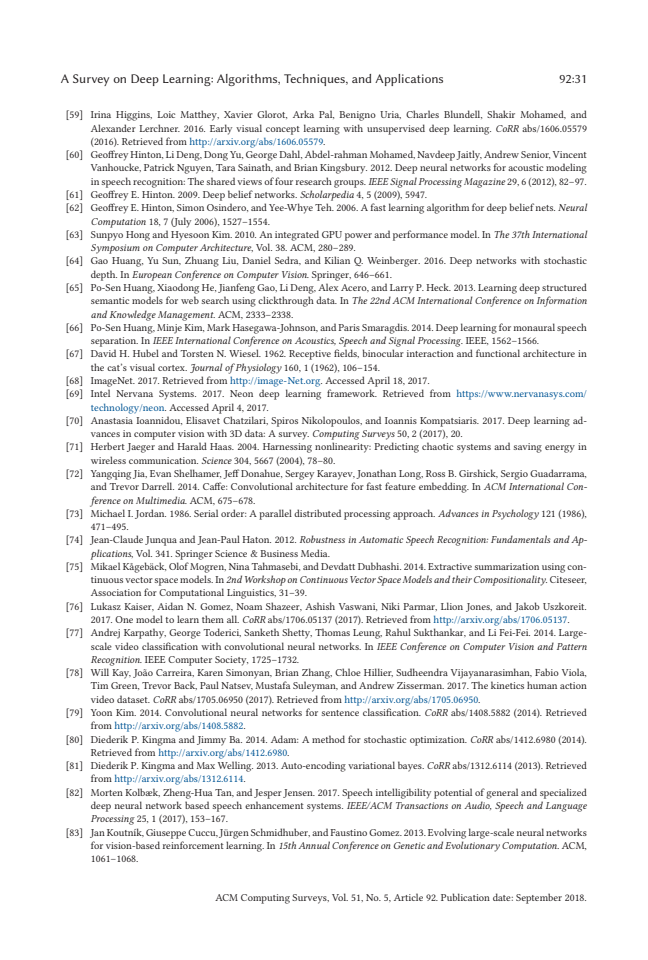 A Survey on Deep Learning: Algorithms, Techniques, and Applications 92:31
[59] Irina Higgins, Loic Matthey, Xavier Glorot, Arka Pal, Benigno Uria, Charles Blundell, Shakir Mohamed, and
Alexander Lerchner. 2016. Early visual concept learning with unsupervised deep learning. CoRR abs/1606.05579
(2016). Retrieved from http://arxiv.org/abs/1606.05579.
[60] Geoffrey Hinton, Li Deng, Dong Yu, George Dahl, Abdel-rahman Mohamed, Navdeep Jaitly, Andrew Senior, Vincent
Vanhoucke, Patrick Nguyen, Tara Sainath, and Brian Kingsbury. 2012. Deep neural networks for acoustic modeling
in speech recognition: The shared views of four research groups. IEEE Signal Processing Magazine 29, 6 (2012), 82–97.
[61] Geoffrey E. Hinton. 2009. Deep belief networks. Scholarpedia 4, 5 (2009), 5947.
[62] Geoffrey E. Hinton, Simon Osindero, and Yee-Whye Teh. 2006. A fast learning algorithm for deep belief nets. Neural
Computation 18, 7 (July 2006), 1527–1554.
[63] Sunpyo Hong and Hyesoon Kim. 2010. An integrated GPU power and performance model. In The 37th International
Symposium on Computer Architecture, Vol. 38. ACM, 280–289.
[64] Gao Huang, Yu Sun, Zhuang Liu, Daniel Sedra, and Kilian Q. Weinberger. 2016. Deep networks with stochastic
depth. In European Conference on Computer Vision. Springer, 646–661.
[65] Po-Sen Huang, Xiaodong He, Jianfeng Gao, Li Deng, Alex Acero, and Larry P. Heck. 2013. Learning deep structured
semantic models for web search using clickthrough data. In The 22nd ACM International Conference on Information
and Knowledge Management. ACM, 2333–2338.
[66] Po-Sen Huang, Minje Kim, Mark Hasegawa-Johnson, and Paris Smaragdis. 2014. Deep learning for monaural speech
separation. In IEEE International Conference on Acoustics, Speech and Signal Processing. IEEE, 1562–1566.
[67] David H. Hubel and Torsten N. Wiesel. 1962. Receptive fields, binocular interaction and functional architecture in
the cat's visual cortex. Journal of Physiology 160, 1 (1962), 106–154.
[68] ImageNet. 2017. Retrieved from http://image-Net.org. Accessed April 18, 2017.
[69] Intel Nervana Systems. 2017. Neon deep learning framework. Retrieved from https://www.nervanasys.com/
technology/neon. Accessed April 4, 2017.
[70] Anastasia Ioannidou, Elisavet Chatzilari, Spiros Nikolopoulos, and Ioannis Kompatsiaris. 2017. Deep learning ad-
vances in computer vision with 3D data: A survey. Computing Surveys 50, 2 (2017), 20.
[71] Herbert Jaeger and Harald Haas. 2004. Harnessing nonlinearity: Predicting chaotic systems and saving energy in
wireless communication. Science 304, 5667 (2004), 78–80.
[72] Yangqing Jia, Evan Shelhamer, Jeff Donahue, Sergey Karayev, Jonathan Long, Ross B. Girshick, Sergio Guadarrama,
and Trevor Darrell. 2014. Caffe: Convolutional architecture for fast feature embedding. In ACM International Con-
ference on Multimedia. ACM, 675–678.
[73] Michael I. Jordan. 1986. Serial order: A parallel distributed processing approach. Advances in Psychology 121 (1986),
471–495.
[74] Jean-Claude Junqua and Jean-Paul Haton. 2012. Robustness in Automatic Speech Recognition: Fundamentals and Ap-
plications, Vol. 341. Springer Science & Business Media.
[75] Mikael Kågebäck, Olof Mogren, Nina Tahmasebi, and Devdatt Dubhashi. 2014. Extractive summarization using con-
tinuous vector space models. In 2nd Workshop on Continuous Vector Space Models and their Compositionality. Citeseer,
Association for Computational Linguistics, 31–39.
[76] Lukasz Kaiser, Aidan N. Gomez, Noam Shazeer, Ashish Vaswani, Niki Parmar, Llion Jones, and Jakob Uszkoreit.
2017. One model to learn them all. CoRR abs/1706.05137 (2017). Retrieved from http://arxiv.org/abs/1706.05137.
[77] Andrej Karpathy, George Toderici, Sanketh Shetty, Thomas Leung, Rahul Sukthankar, and Li Fei-Fei. 2014. Large-
scale video classification with convolutional neural networks. In IEEE Conference on Computer Vision and Pattern
Recognition. IEEE Computer Society, 1725–1732.
[78] Will Kay, João Carreira, Karen Simonyan, Brian Zhang, Chloe Hillier, Sudheendra Vijayanarasimhan, Fabio Viola,
Tim Green, Trevor Back, Paul Natsev, Mustafa Suleyman, and Andrew Zisserman. 2017. The kinetics human action
video dataset. CoRR abs/1705.06950 (2017). Retrieved from http://arxiv.org/abs/1705.06950.
[79] Yoon Kim. 2014. Convolutional neural networks for sentence classification. CoRR abs/1408.5882 (2014). Retrieved
from http://arxiv.org/abs/1408.5882.
[80] Diederik P. Kingma and Jimmy Ba. 2014. Adam: A method for stochastic optimization. CoRR abs/1412.6980 (2014).
Retrieved from http://arxiv.org/abs/1412.6980.
[81] Diederik P. Kingma and Max Welling. 2013. Auto-encoding variational bayes. CoRR abs/1312.6114 (2013). Retrieved
from http://arxiv.org/abs/1312.6114.
[82] Morten Kolbæk, Zheng-Hua Tan, and Jesper Jensen. 2017. Speech intelligibility potential of general and specialized
deep neural network based speech enhancement systems. IEEE/ACM Transactions on Audio, Speech and Language
Processing 25, 1 (2017), 153–167.
[83] Jan Koutník, Giuseppe Cuccu, Jürgen Schmidhuber, and Faustino Gomez. 2013. Evolving large-scale neural networks
for vision-based reinforcement learning. In 15th Annual Conference on Genetic and Evolutionary Computation. ACM,
1061–1068.
ACM Computing Surveys, Vol. 51, No. 5, Article 92. Publication date: September 2018.